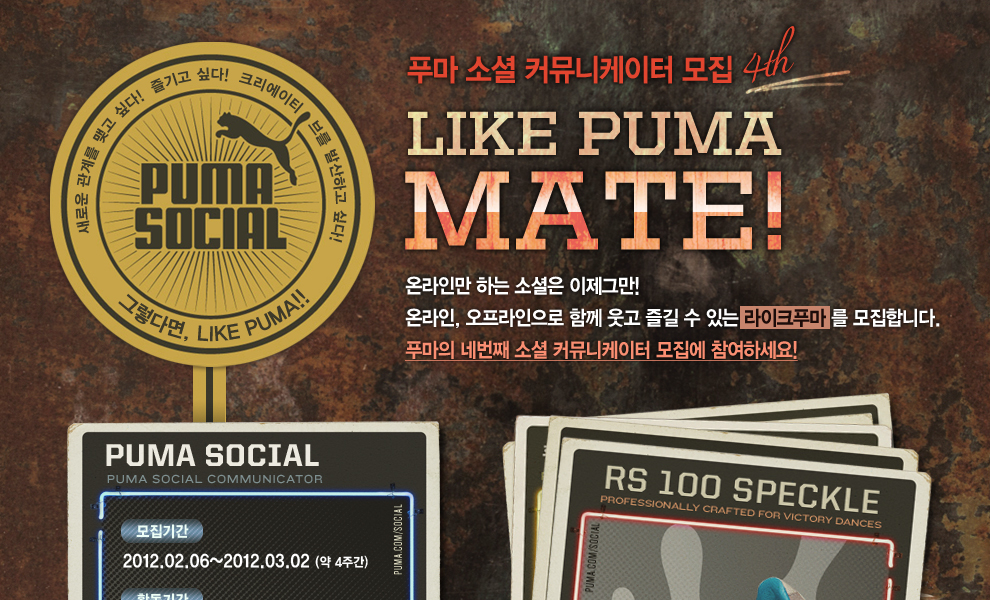 새로운 관계를 맺고 싶다! 즐기고 싶다! 크리에이티브를 발산하고 싶다!
PUMA
SOCIAL
그렇다면, LIKE PUMA!!
푸마 소셜 커뮤니케이터 모집 4th
LIKE PUMA
MATE!
온라인만 하는 소셜은 이제그만!
온라인, 오프라인으로 함께 웃고 즐길 수 있는 라이크푸마 를 모집합니다.
푸마의 네번째 소셜 커뮤니케이터 모집에 참여하세요!
PUMA SOCIAL
PUMA SOCIAL COMMUNICATOR
모집기간
2012.02.06~2012.03.02 (약 4주간)
PUMA.COM/SOCIAL
RS 100 SPECKLE
PROFESSIONALLY CRAFTED FOR VICTORY DANCES
PUMA.COM/SOCIAL